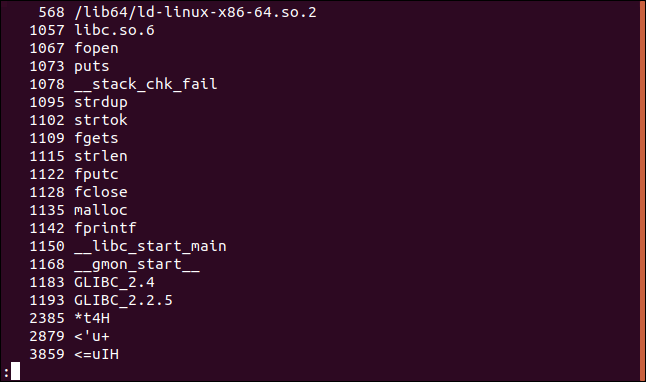 568 /lib64/ld-linux-x86-64.so.2
1057 libc.so.6
1067 fopen
1073 puts
1078 __stack_chk_fail
1095 strdup
1102 strtok
1109 fgets
1115 strlen
1122 fputc
1128 fclose
1135 malloc
1142 fprintf
1150 __libc_start_main
1168 __gmon_start__
1183 GLIBC_2.4
1193 GLIBC_2.2.5
2385 *t4H
2879 <'u+
3859 <=uIH
: